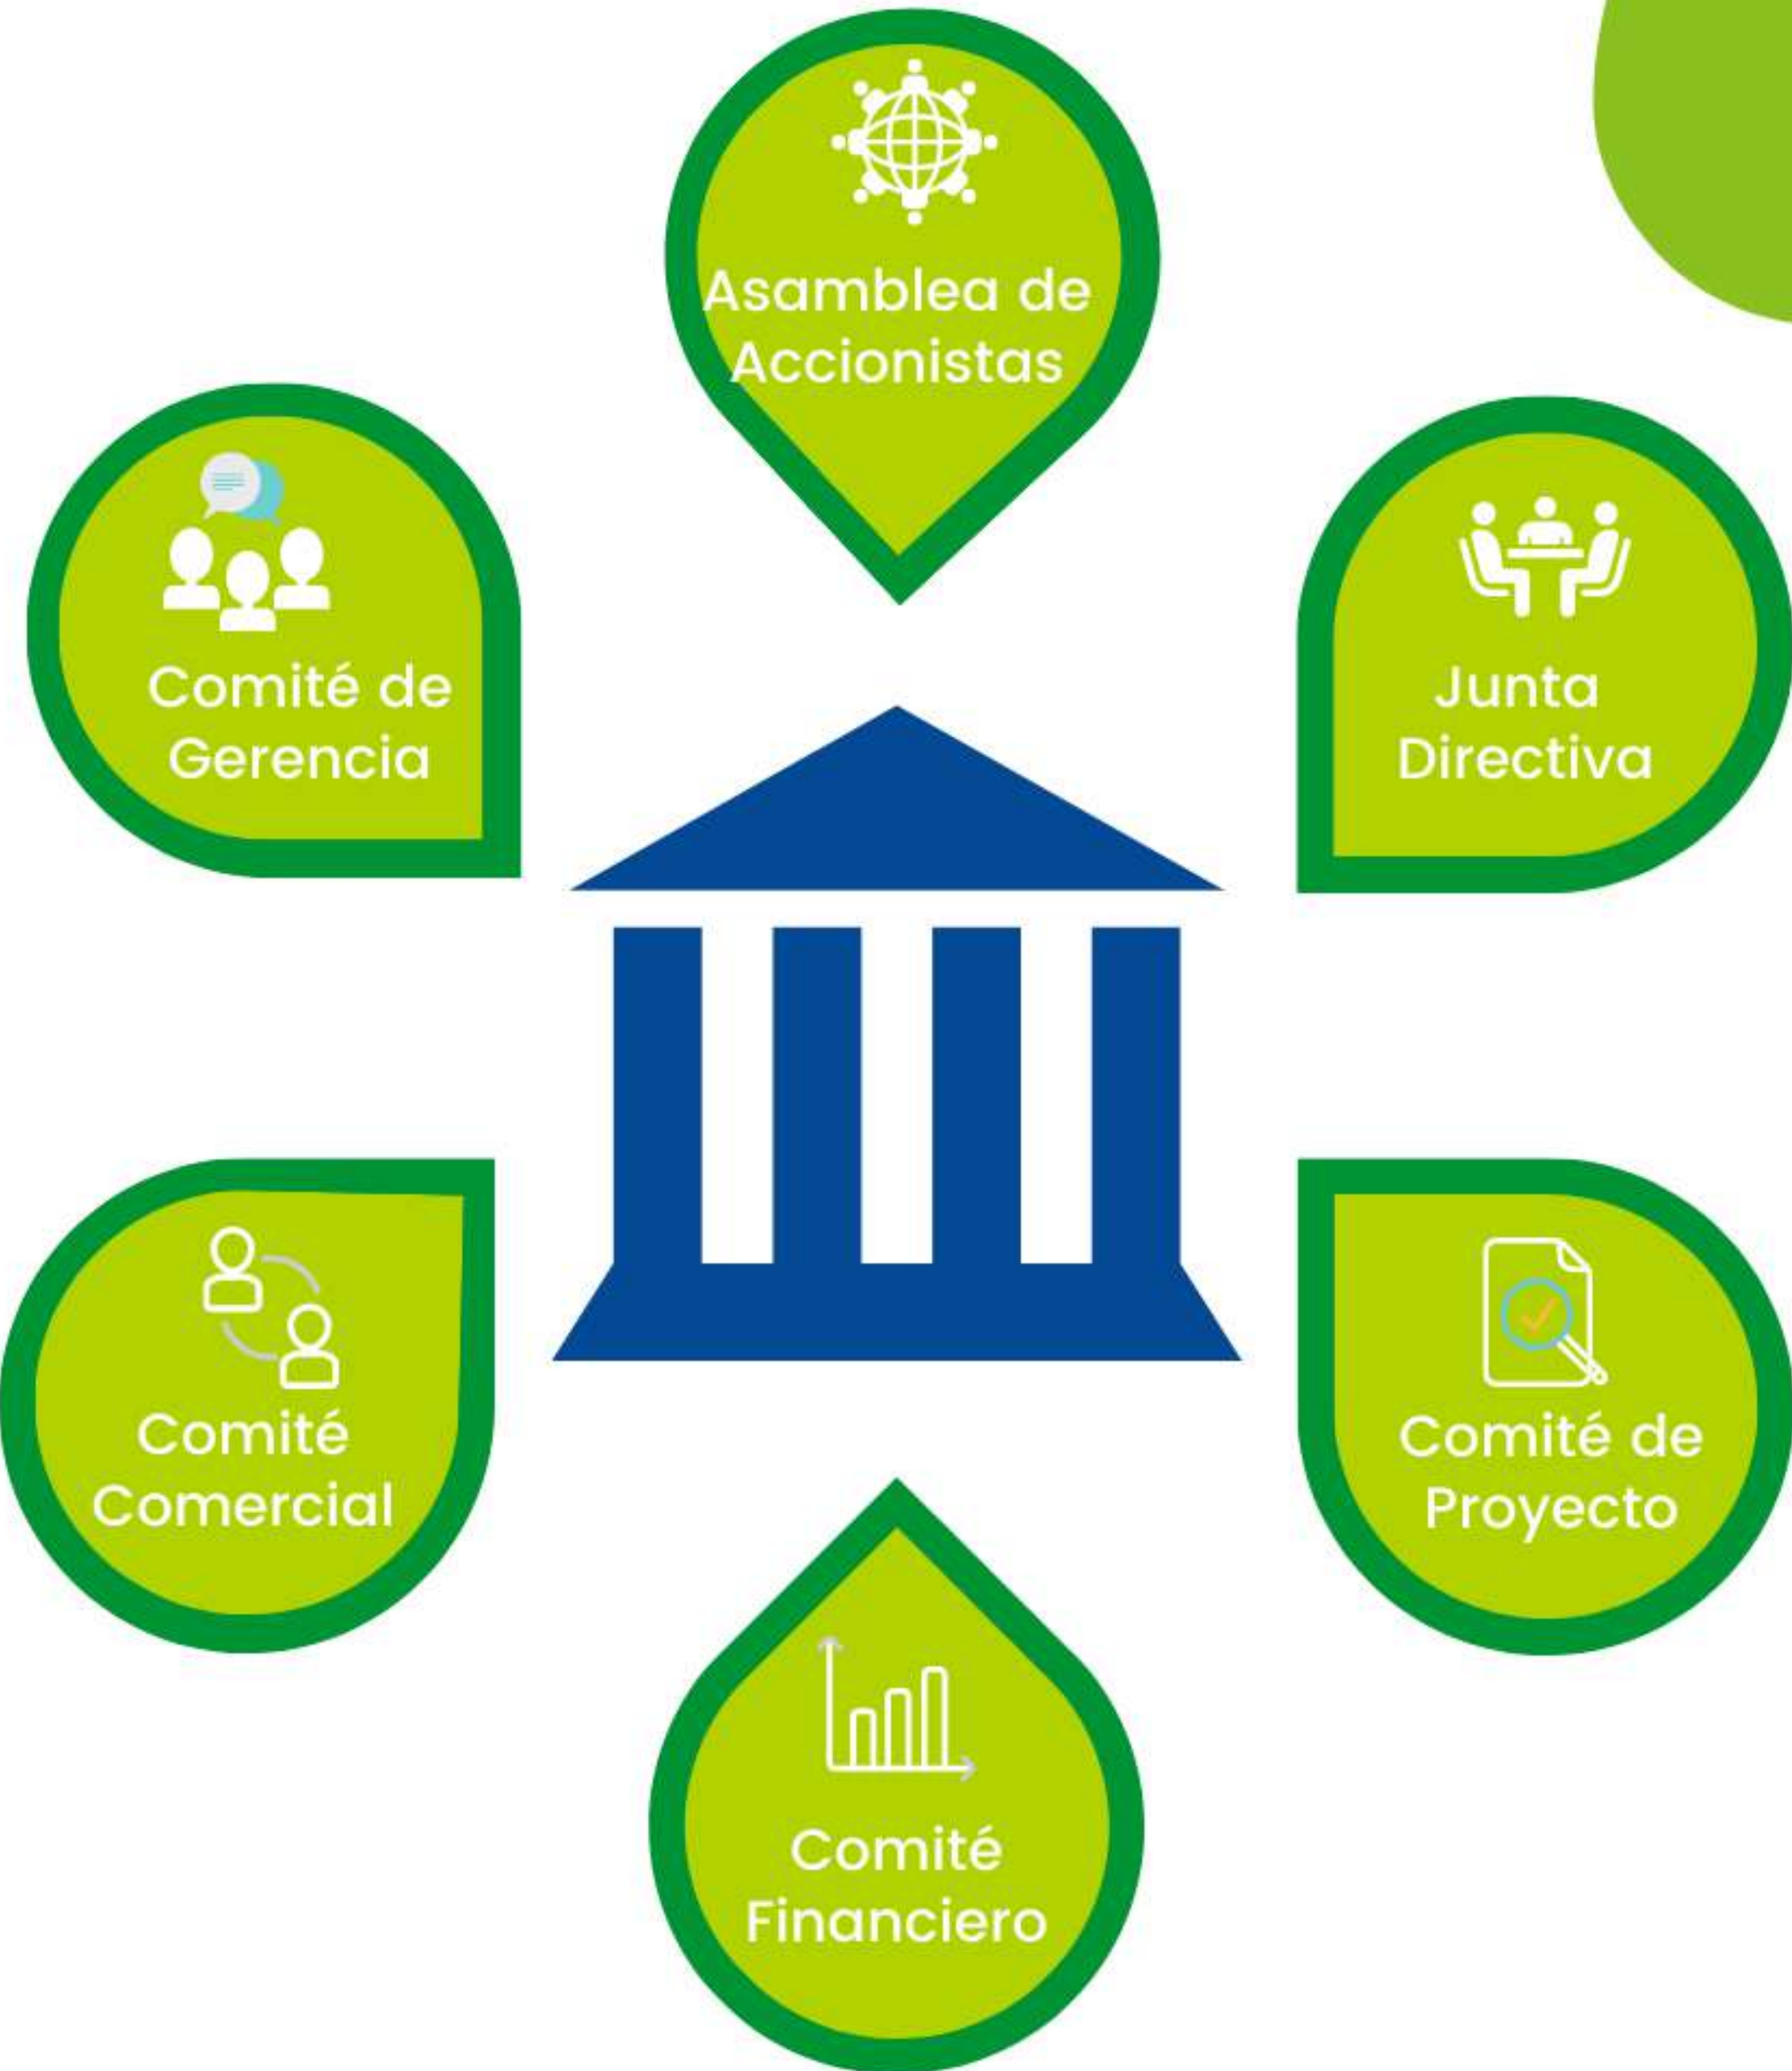 Asamblea de
Accionistas
Comité de
Gerencia
Junta
Directiva
Comité
Comercial
Comité de
Proyecto
Comité
Financiero